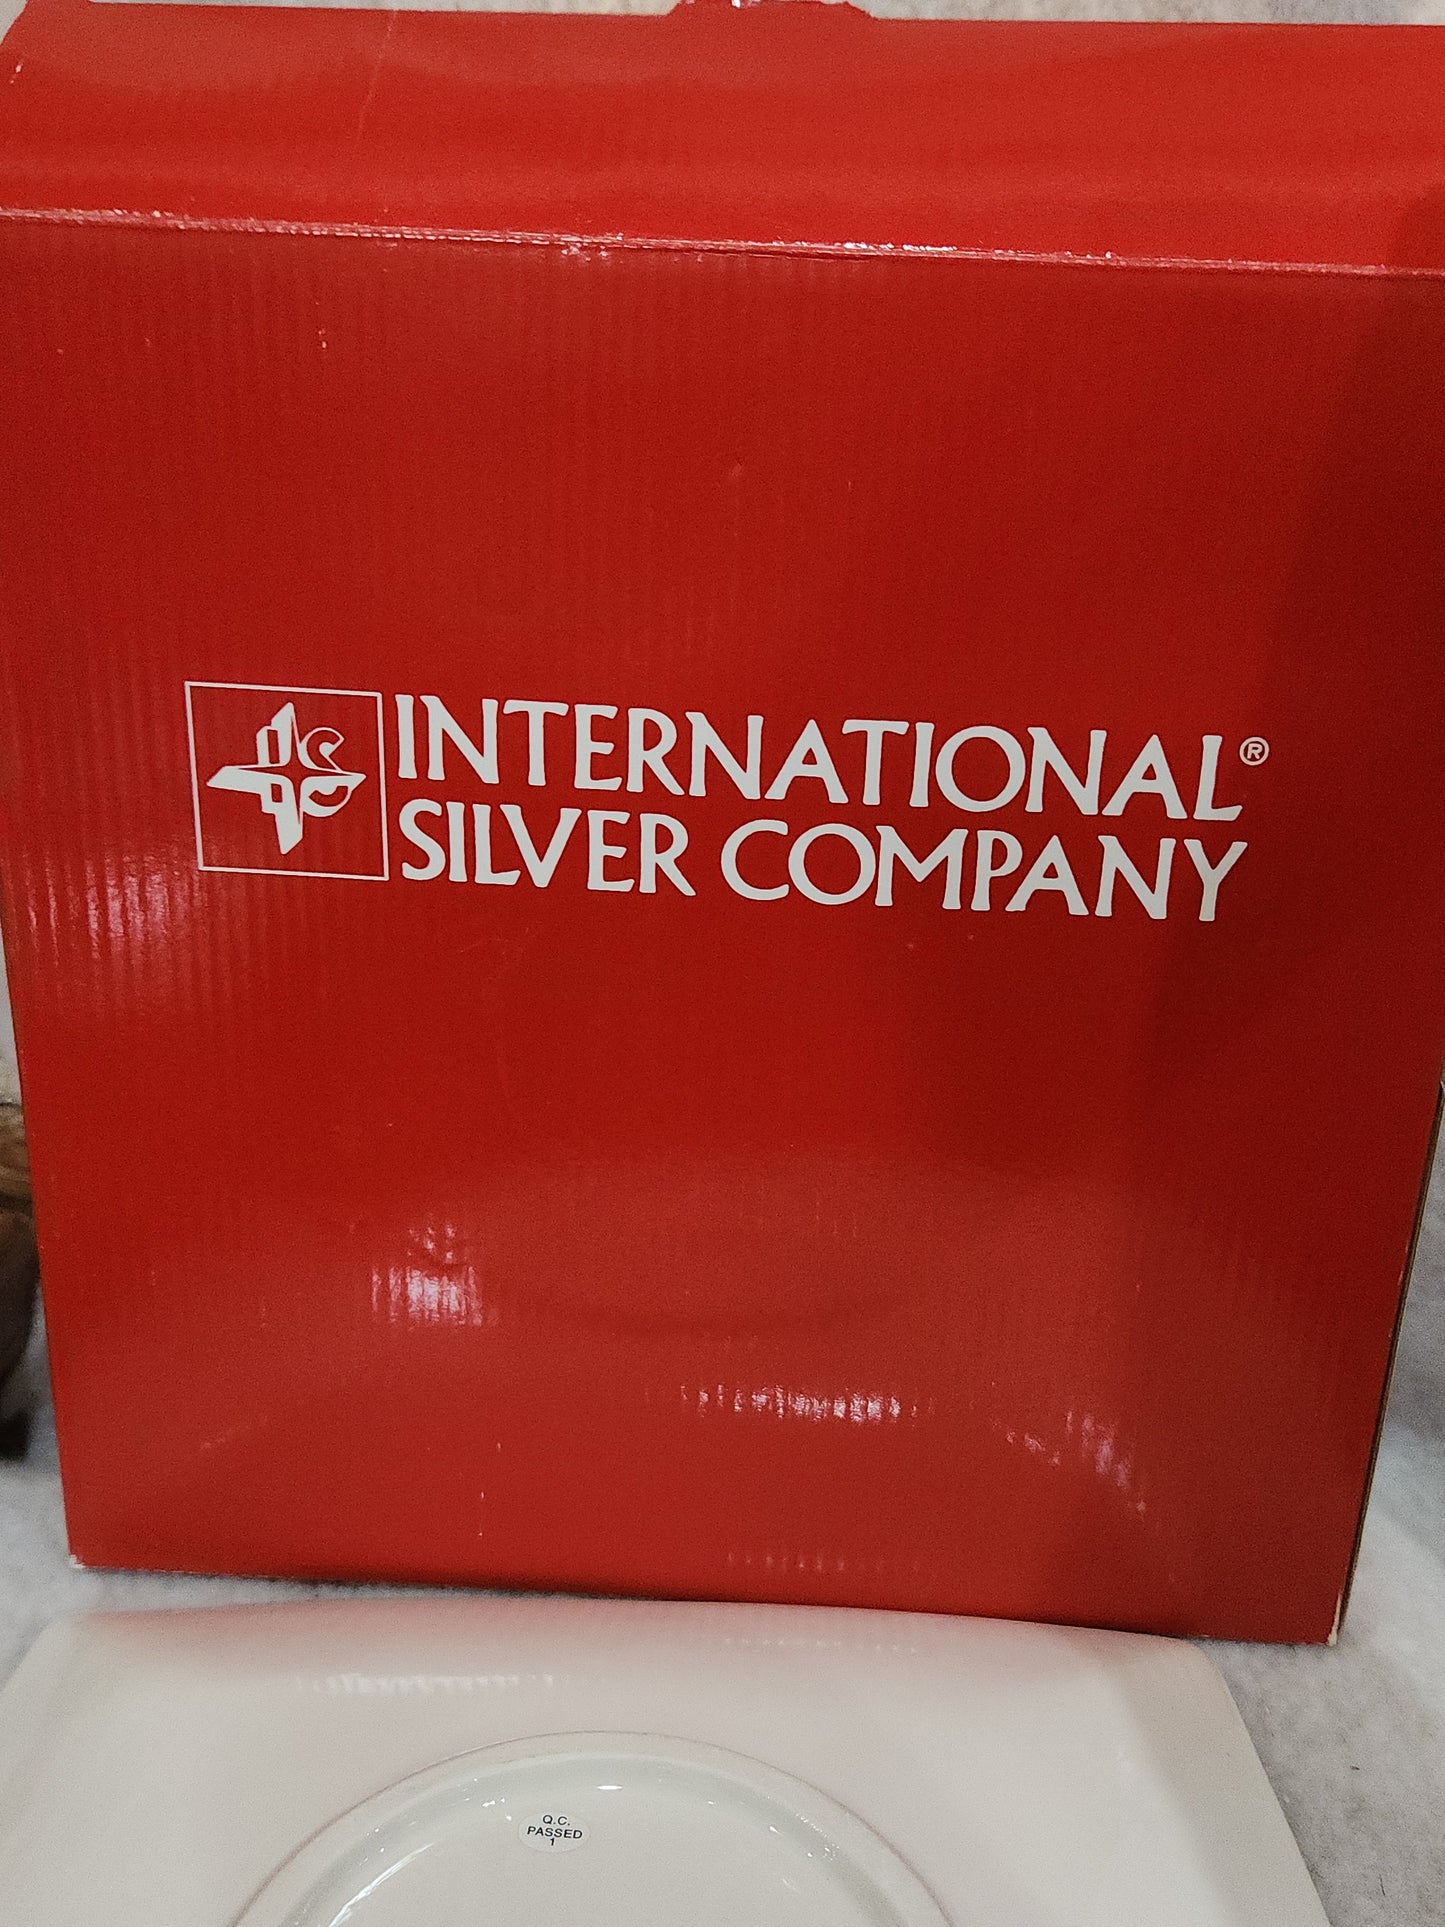 INTERNATIONAL®
SILVER COMPANY
Q.C.
PASSED
1